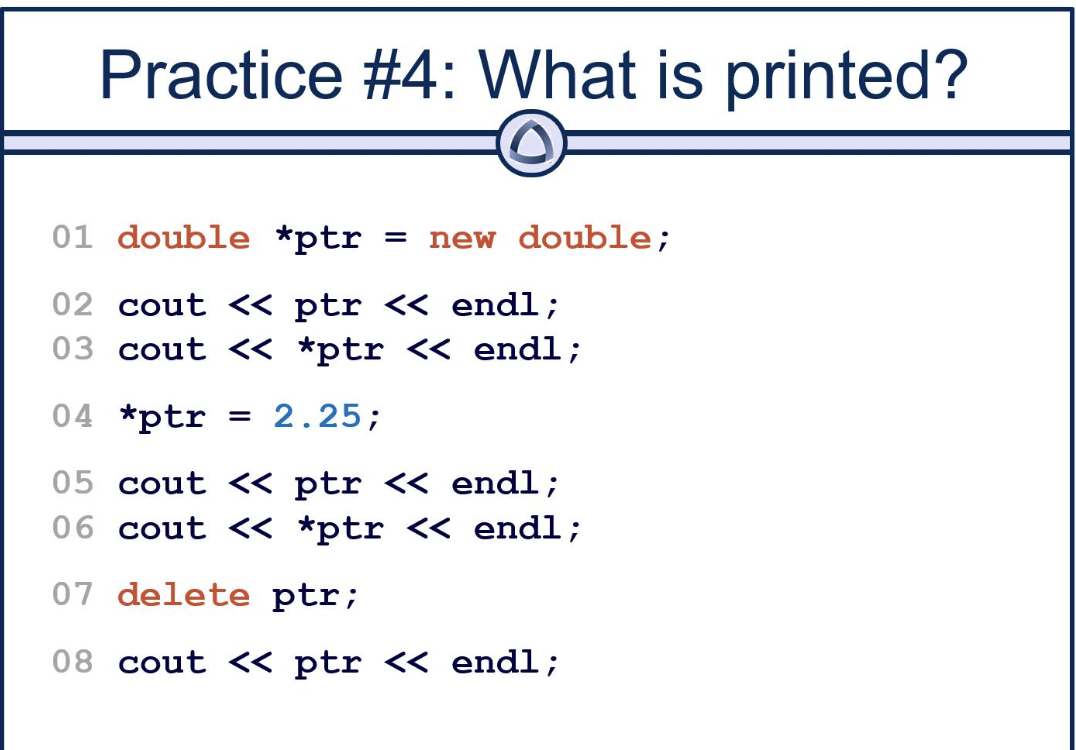 Practice #4: What is printed?
01 double *ptr = new double;
02 cout << ptr << endl;
03 cout << *ptr << endl;
04 *ptr = 2.25;
05 cout << ptr << endl;
06 cout << *ptr << endl;
07 delete ptr;
08 cout << ptr << endl;